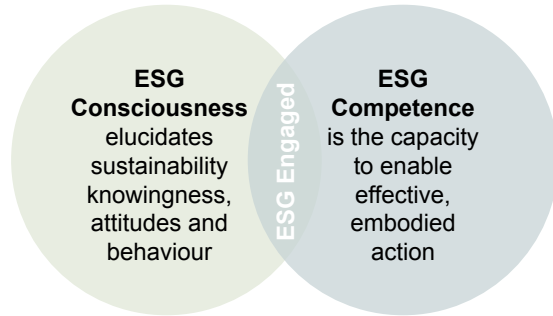 ESG
Consciousness
elucidates
sustainability
knowingness,
attitudes and
behaviour
ESG Engaged
ESG
Competence
is the capacity
to enable
effective,
embodied
action